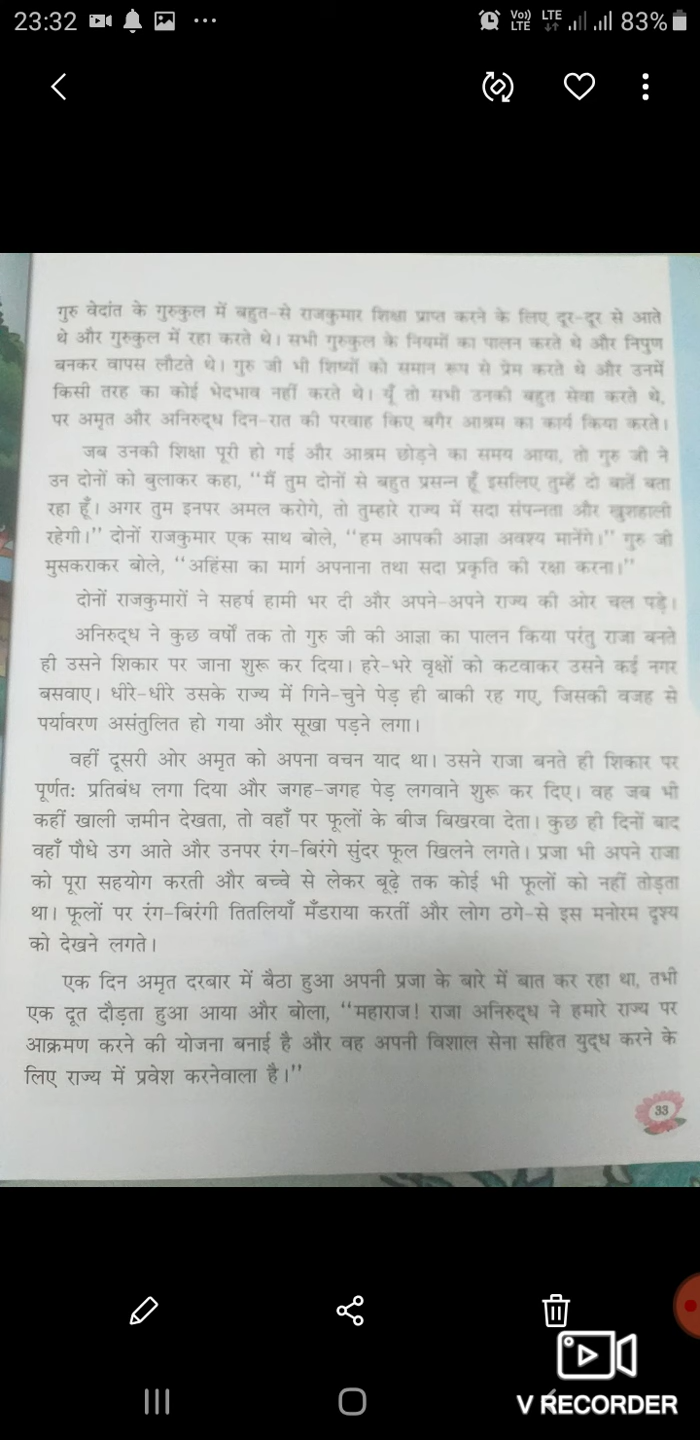 23:32
Vo)) LTE LTE 83%
गुरु वेदांत के गुरुकुल में बहुत-से राजकुमार शिक्षा प्राप्त करने के लिए दूर-दूर से आते
थे और गुरुकुल में रहा करते थे। सभी गुरुकुल के नियमों का पालन करते थे और निपुण
बनकर वापस लौटते थे। गुरु जी भी शिष्यों को समान रूप से प्रेम करते थे और उनमें
किसी तरह का कोई भेदभाव नहीं करते थे। यूँ तो सभी उनकी बहुत सेवा करते थे,
पर अमृत और अनिरुद्ध दिन-रात की परवाह किए बगैर आश्रम का कार्य किया करते।
जब उनकी शिक्षा पूरी हो गई और आश्रम छोड़ने का समय आया, तो गुरु जी ने
उन दोनों को बुलाकर कहा, “मैं तुम दोनों से बहुत प्रसन्न हूँ इसलिए तुम्हें दो बातें बता
रहा हूँ। अगर तुम इनपर अमल करोगे, तो तुम्हारे राज्य में सदा संपन्नता और खुशहाली
रहेगी।” दोनों राजकुमार एक साथ बोले, “हम आपकी आज्ञा अवश्य मानेंगे।” गुरु जी
मुसकराकर बोले, “अहिंसा का मार्ग अपनाना तथा सदा प्रकृति की रक्षा करना।”
दोनों राजकुमारों ने सहर्ष हामी भर दी और अपने-अपने राज्य की ओर चल पड़े।
अनिरुद्ध ने कुछ वर्षों तक तो गुरु जी की आज्ञा का पालन किया परंतु राजा बनते
ही उसने शिकार पर जाना शुरू कर दिया। हरे-भरे वृक्षों को कटवाकर उसने कई नगर
बसवाए। धीरे-धीरे उसके राज्य में गिने-चुने पेड़ ही बाकी रह गए, जिसकी वजह से
पर्यावरण असंतुलित हो गया और सूखा पड़ने लगा।
वहीं दूसरी ओर अमृत को अपना वचन याद था। उसने राजा बनते ही शिकार पर
पूर्णतः प्रतिबंध लगा दिया और जगह-जगह पेड़ लगवाने शुरू कर दिए। वह जब भी
कहीं खाली ज़मीन देखता, तो वहाँ पर फूलों के बीज बिखरवा देता। कुछ ही दिनों बाद
वहाँ पौधे उग आते और उनपर रंग-बिरंगे सुंदर फूल खिलने लगते। प्रजा भी अपने राजा
को पूरा सहयोग करती और बच्चे से लेकर बूढ़े तक कोई भी फूलों को नहीं तोड़ता
था। फूलों पर रंग-बिरंगी तितलियाँ मँडराया करतीं और लोग ठगे-से इस मनोरम दृश्य
को देखने लगते।
एक दिन अमृत दरबार में बैठा हुआ अपनी प्रजा के बारे में बात कर रहा था, तभी
एक दूत दौड़ता हुआ आया और बोला, “महाराज! राजा अनिरुद्ध ने हमारे राज्य पर
आक्रमण करने की योजना बनाई है और वह अपनी विशाल सेना सहित युद्ध करने के
लिए राज्य में प्रवेश करनेवाला है।”
33
V RECORDER